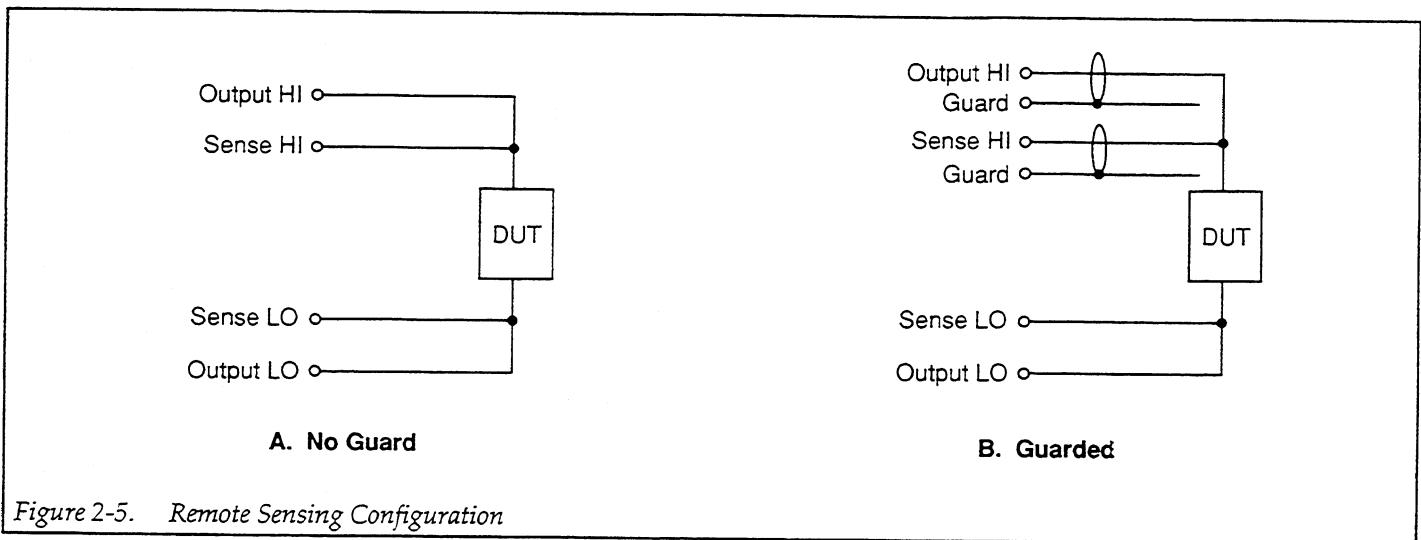 Output HI
Sense HI
DUT
Sense LO
Output LO
A. No Guard
Output HI
Guard
Sense HI
Guard
DUT
Sense LO
Output LO
B. Guarded
Figure 2-5. Remote Sensing Configuration